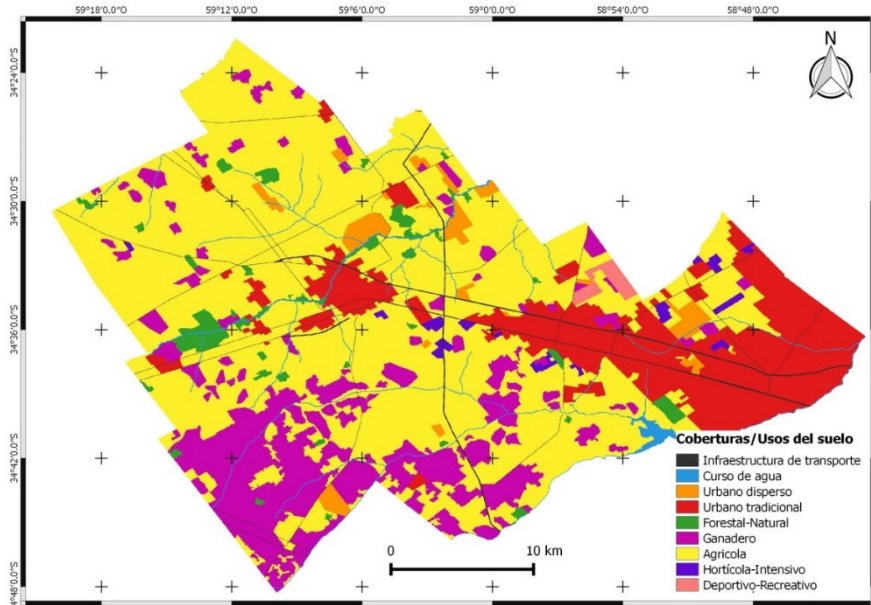 59°18'0.0"S 59°12'0.0"S 59°6'0.0"S 59°0'0.0"S 58°54'0.0"S 58°48'0.0"S
N
34°24'0.0"S
34°30'0.0"S
34°36'0.0"S
34°42'0.0"S
34°48'0.0"S
Coberturas/Usos del suelo
Infraestructura de transporte
Curso de agua
Urbano disperso
Urbano tradicional
Forestal-Natural
Ganadero
Agrícola
Hortícola-Intensivo
Deportivo-Recreativo
0 10 km